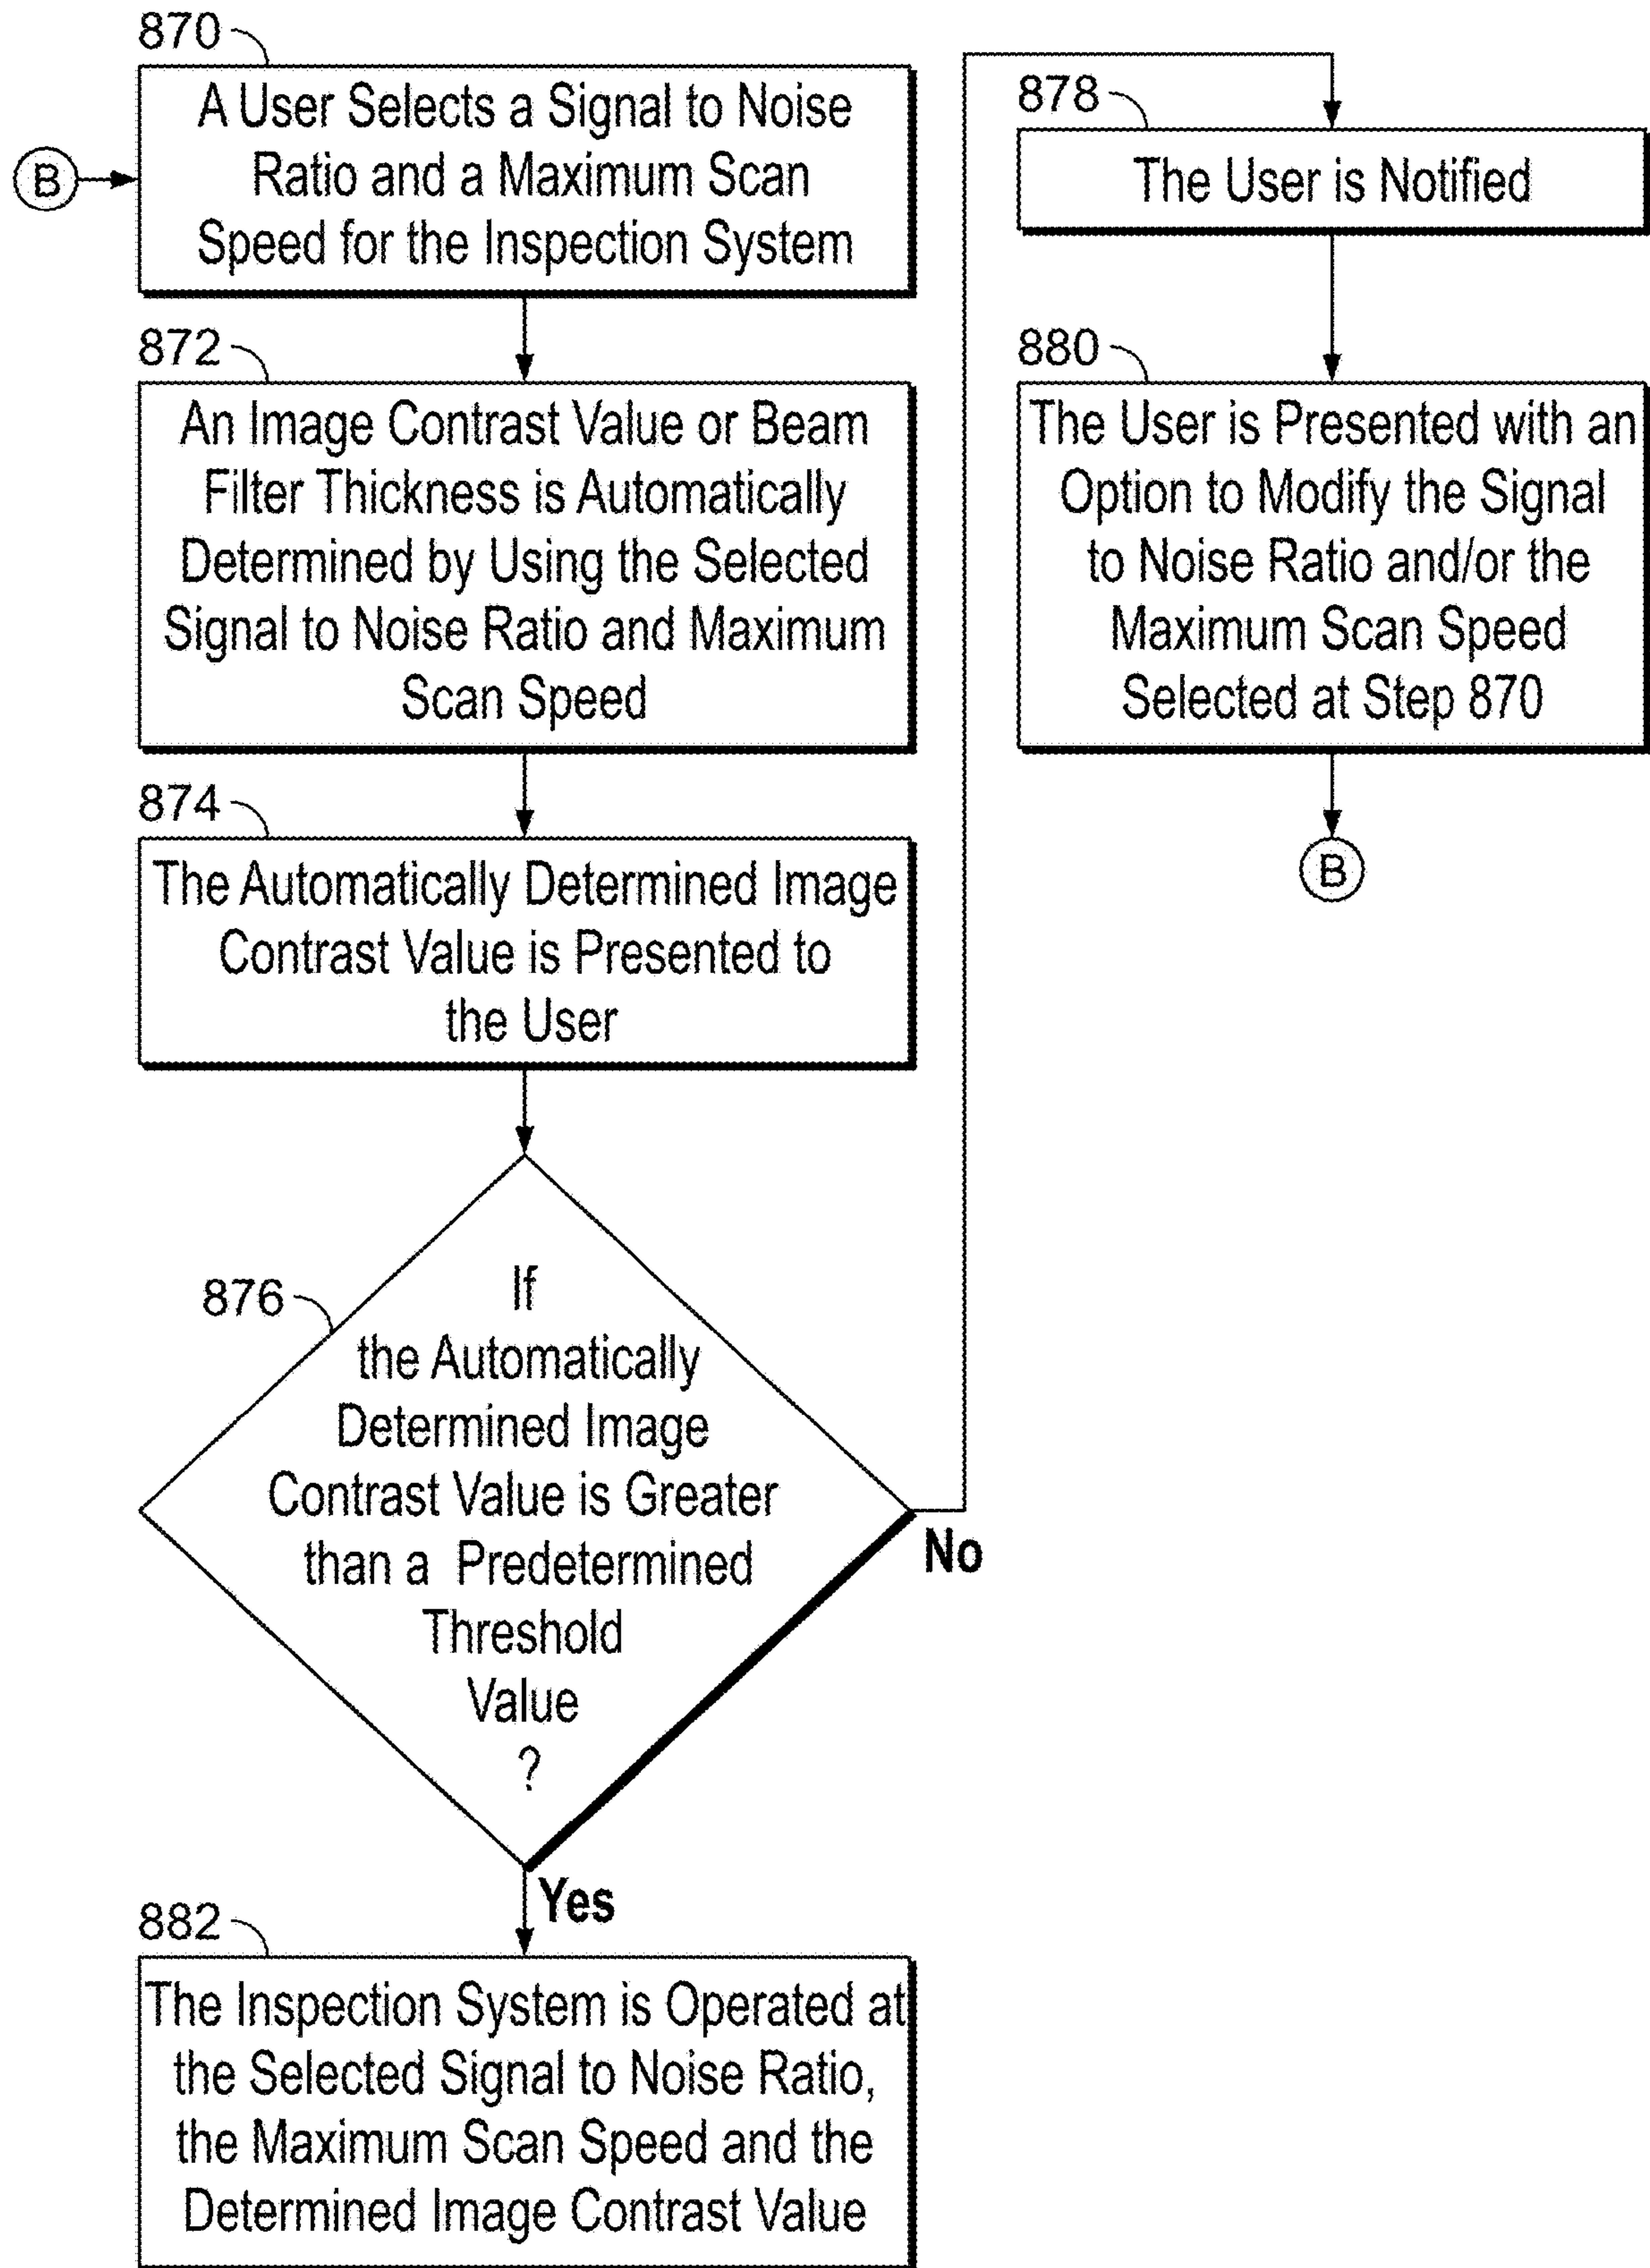 870
A User Selects a Signal to Noise
Ratio and a Maximum Scan
Speed for the Inspection System
B
872
An Image Contrast Value or Beam
Filter Thickness is Automatically
Determined by Using the Selected
Signal to Noise Ratio and Maximum
Scan Speed
874
The Automatically Determined Image
Contrast Value is Presented to
the User
876
If
the Automatically
Determined Image
Contrast Value is Greater
than a Predetermined
Threshold
Value
?
No
Yes
882
The Inspection System is Operated at
the Selected Signal to Noise Ratio,
the Maximum Scan Speed and the
Determined Image Contrast Value
878
The User is Notified
880
The User is Presented with an
Option to Modify the Signal
to Noise Ratio and/or the
Maximum Scan Speed
Selected at Step 870
B